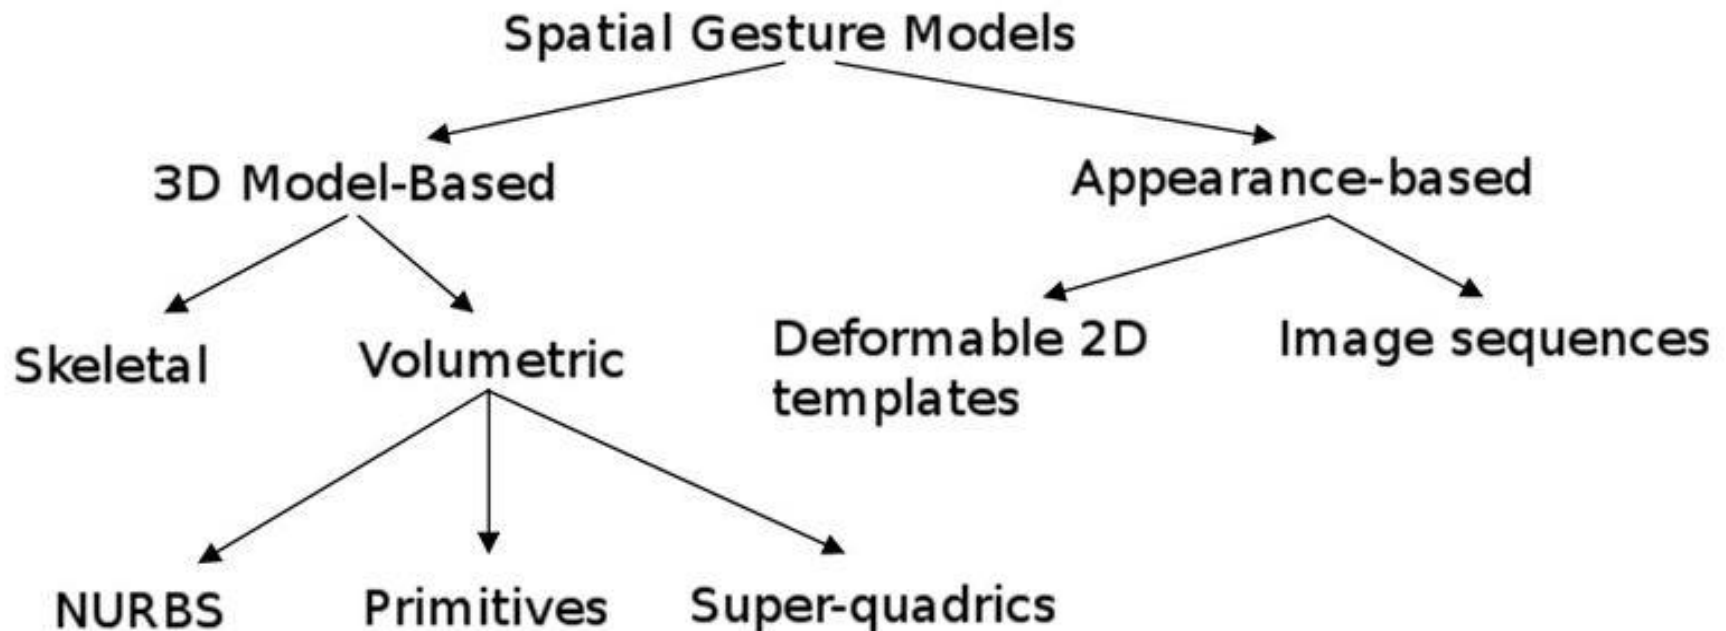 Spatial Gesture Models
3D Model-Based
Appearance-based
Skeletal
Volumetric
Deformable 2D
templates
Image sequences
NURBS
Primitives
Super-quadrics